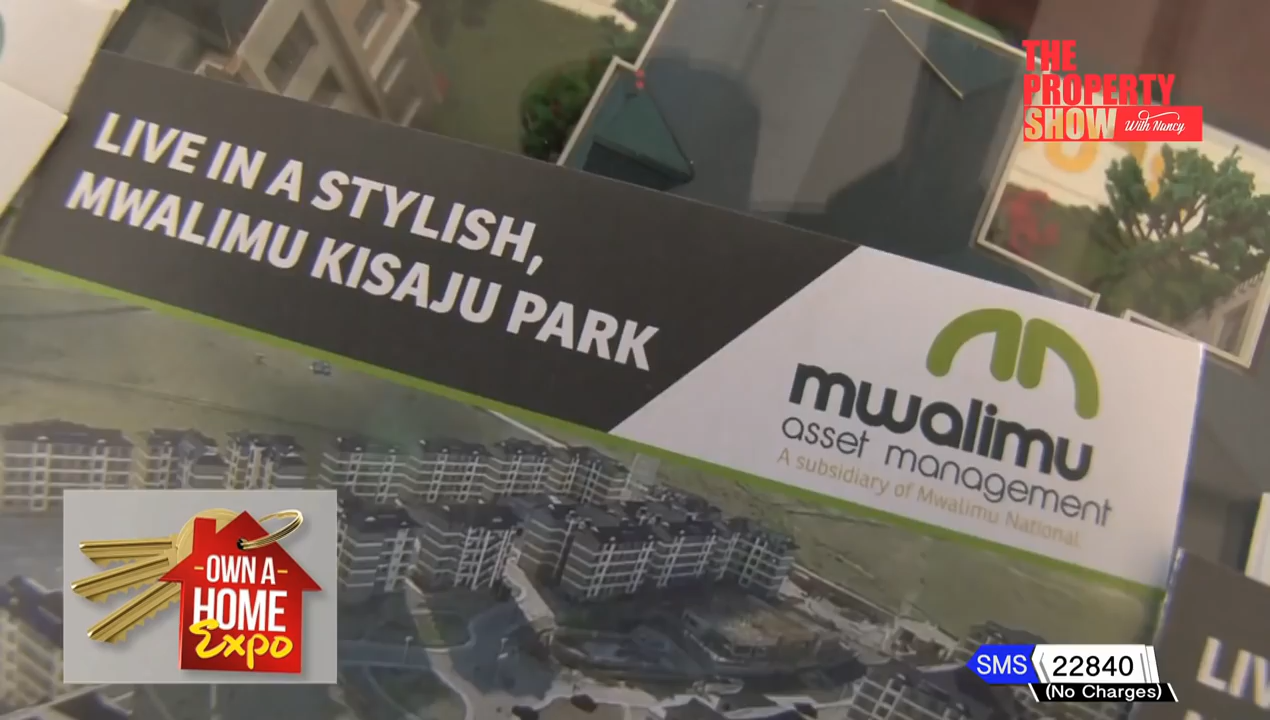 THE
PROPERTY
SHOW
With Nancy
LIVE IN A STYLISH,
MWALIMU KISAJU PARK
mwalimu
asset management
A subsidiary of Mwalimu National
-OWN A-
HOME
Expo
SMS
22840
(No Charges)
LIV